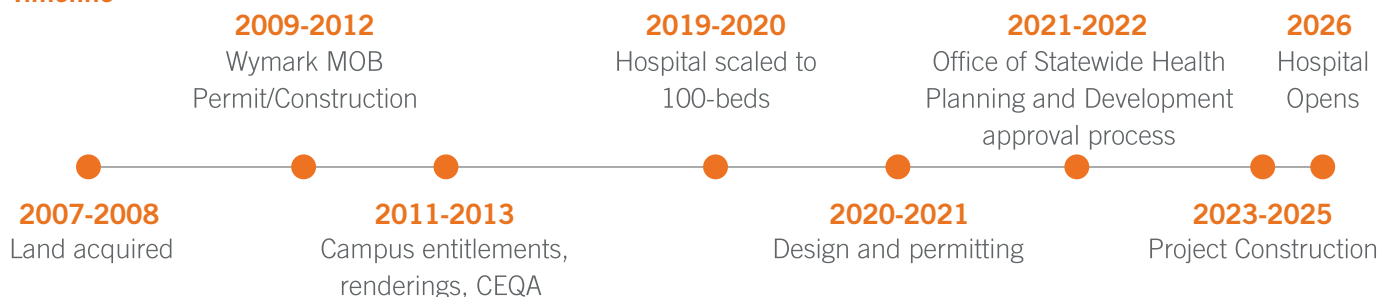 Timeline
2009-2012
Wymark MOB
Permit/Construction
2019-2020
Hospital scaled to
100-beds
2021-2022
Office of Statewide Health
Planning and Development
approval process
2026
Hospital
Opens
2007-2008
Land acquired
2011-2013
Campus entitlements,
renderings, CEQA
2020-2021
Design and permitting
2023-2025
Project Construction